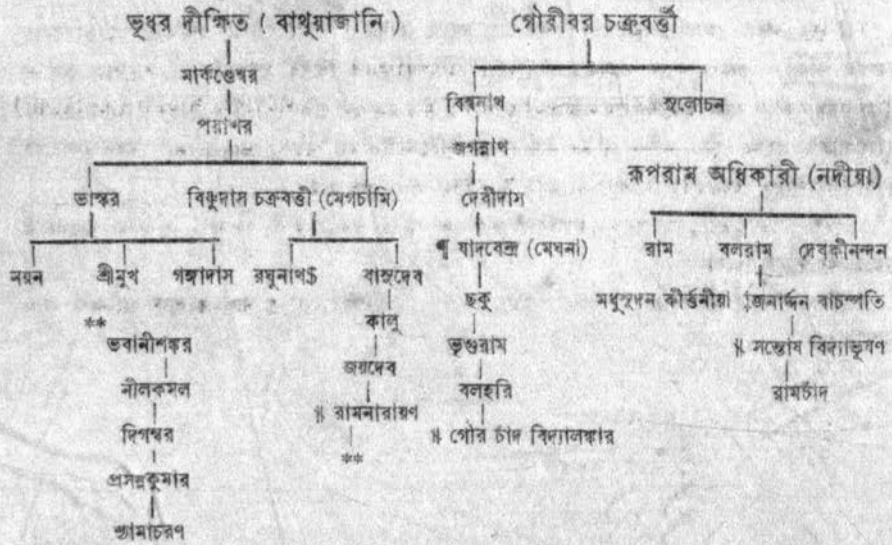 ভূধর দীক্ষিত ( বাথুয়াজানি )
মার্কণ্ডেশ্বর
পরাশর
ভাস্কর বিষ্ণুদাস চক্রবর্ত্তী (মেগচামি)
নয়ন শ্রীমুখ গঙ্গাদাস রঘুনাথ$ বাসুদেব
**
কালু
জয়দেব
॥ রামনারায়ণ
**
ভবানীশঙ্কর
নীলকমল
দিগম্বর
প্রসন্নকুমার
শ্যামাচরণ
গৌরীবর চক্রবর্ত্তী
বিশ্বনাথ সুলোচন
জগন্নাথ
দেবীদাস
¶ যাদবেন্দ্র (মেঘনা)
ছকু
ভৃগুরাম
বলহরি
॥ গৌর চাঁদ বিদ্যালঙ্কার
রূপরাম অধিকারী (নদীয়া)
রাম বলরাম দেবকীনন্দন
মধুসূদন কীর্ত্তনীয়া জনার্দ্দন বাচস্পতি
॥ সন্তোষ বিদ্যাভূষণ
রামচাঁদ